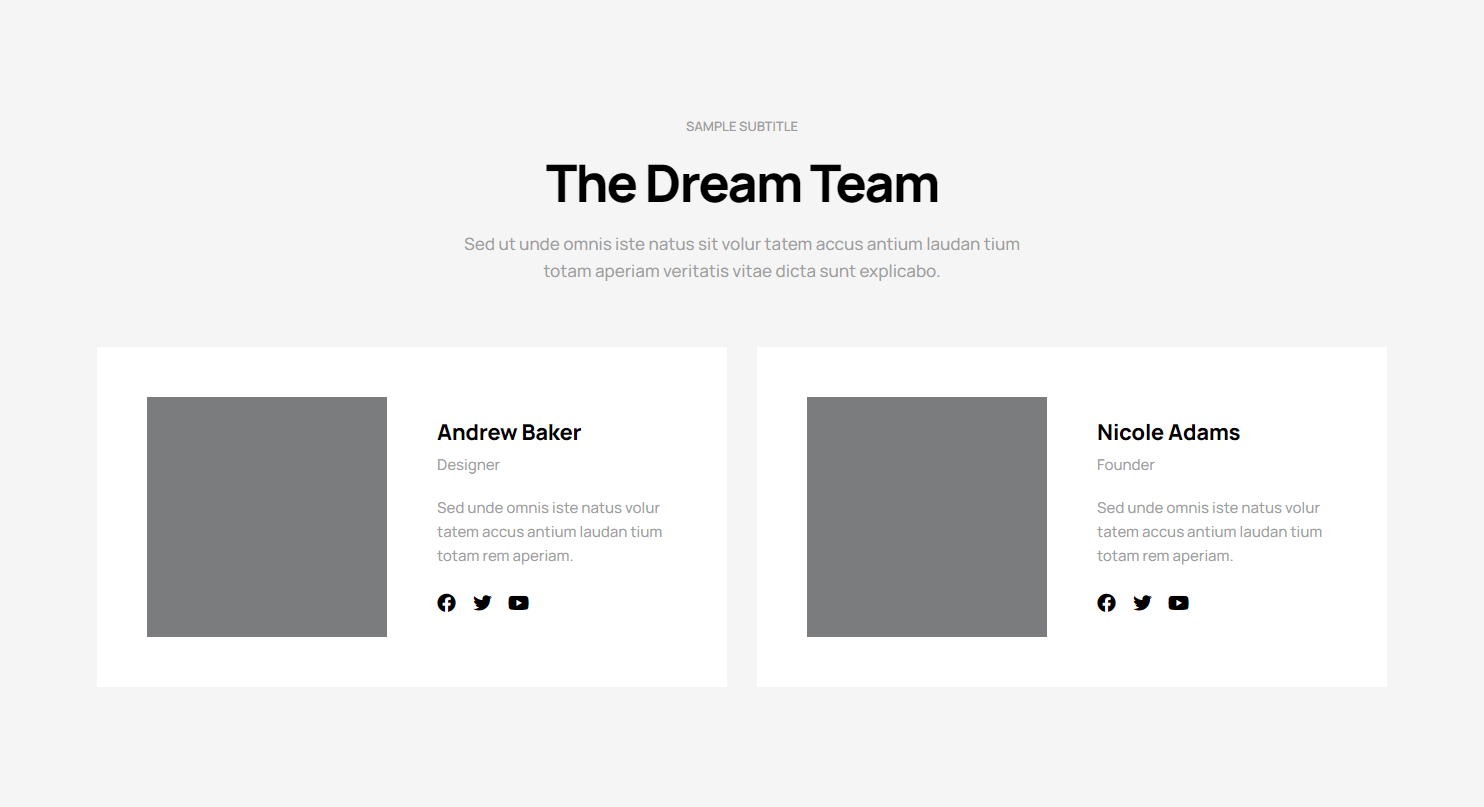 SAMPLE SUBTITLE
The Dream Team
Sed ut unde omnis iste natus sit volur tatem accus antium laudan tium
totam aperiam veritatis vitae dicta sunt explicabo.
Andrew Baker
Designer
Sed unde omnis iste natus volur
tatem accus antium laudan tium
totam rem aperiam.
Nicole Adams
Founder
Sed unde omnis iste natus volur
tatem accus antium laudan tium
totam rem aperiam.